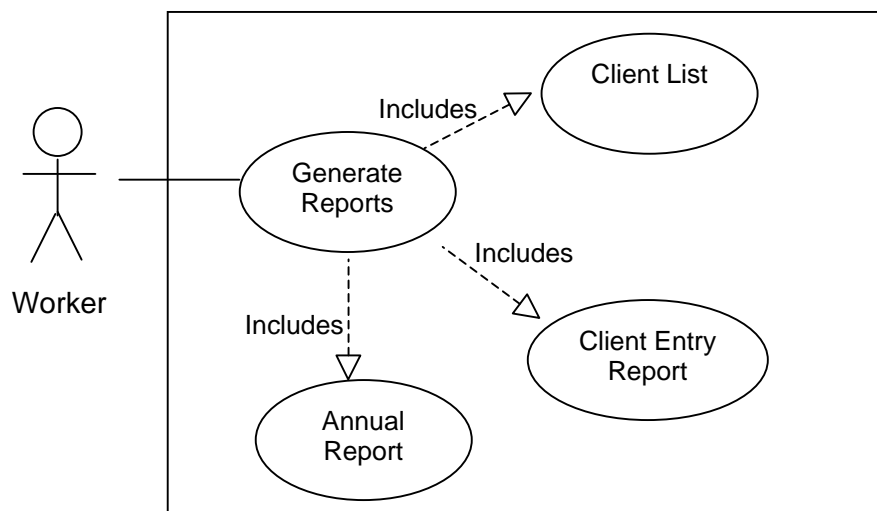 Client List
Includes
Generate
Reports
Includes
Worker
Includes
Client Entry
Report
Annual
Report